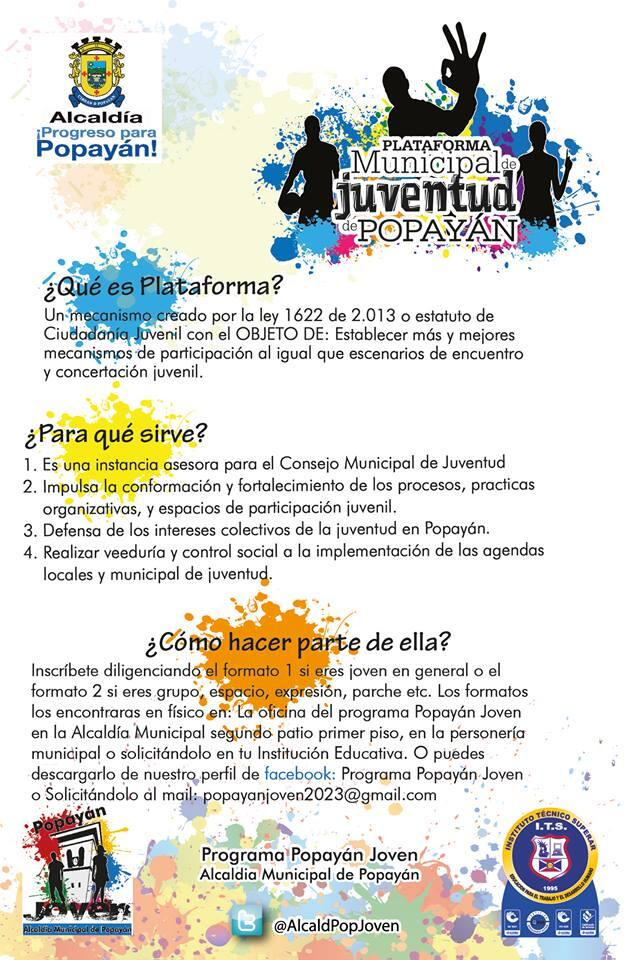 Alcaldía
¡Progreso para
Popayán!
PLATAFORMA
Municipal de
juventud
de POPAYÁN
¿Qué es Plataforma?
Un mecanismo creado por la ley 1622 de 2.013 o estatuto de
Ciudadanía Juvenil con el OBJETO DE: Establecer más y mejores
mecanismos de participación al igual que escenarios de encuentro
y concertación juvenil.
¿Para qué sirve?
1. Es una instancia asesora para el Consejo Municipal de Juventud
2. Impulsa la conformación y fortalecimiento de los procesos, practicas
organizativas, y espacios de participación juvenil.
3. Defensa de los intereses colectivos de la juventud en Popayán.
4. Realizar veeduría y control social a la implementación de las agendas
locales y municipal de juventud.
¿Cómo hacer parte de ella?
Inscríbete diligenciando el formato 1 si eres joven en general o el
formato 2 si eres grupo, espacio, expresión, parche etc. Los formatos
los encontraras en físico en: La oficina del programa Popayán Joven
en la Alcaldía Municipal segundo patio primer piso, en la personería
municipal o solicitándolo en tu Institución Educativa. O puedes
descargarlo de nuestro perfil de facebook: Programa Popayán Joven
o Solicitándolo al mail: popayanjoven2023@gmail.com
Popayán
Joven
Alcaldía Municipal de Popayán
Programa Popayán Joven
Alcaldia Municipal de Popayán
@AlcaldPopJoven
INSTITUTO TÉCNICO SUPERAR
I.T.S.
1995
EDUCACIÓN PARA EL TRABAJO Y EL DESARROLLO HUMANO